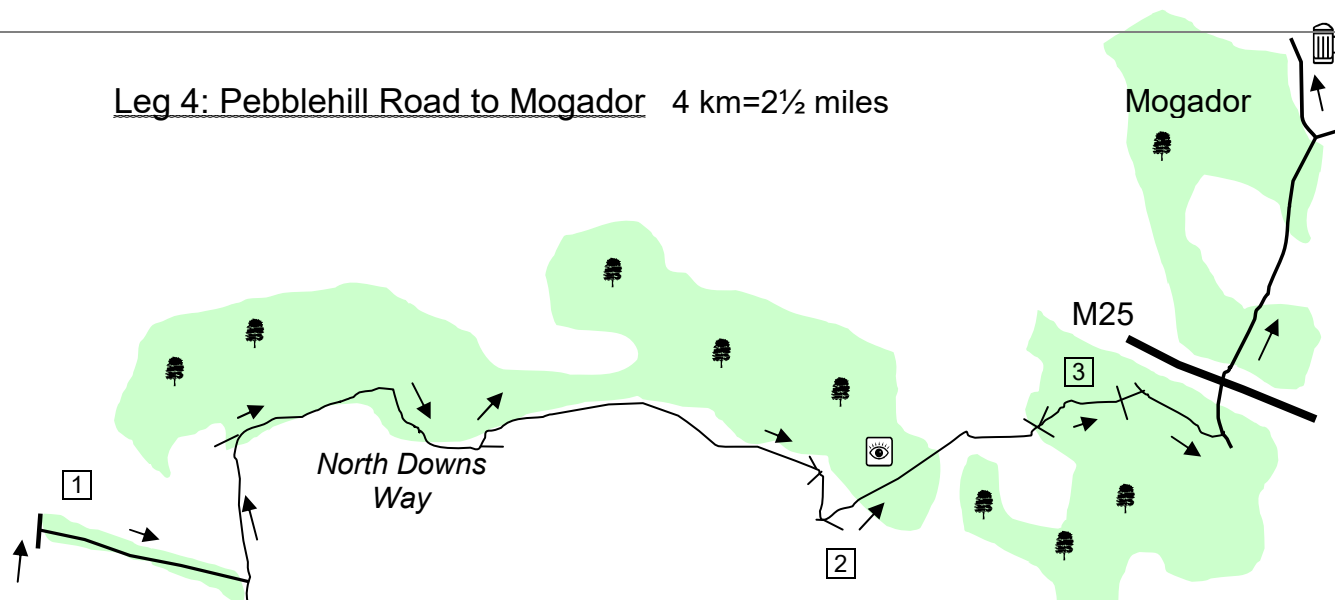 Leg 4: Pebblehill Road to Mogador 4 km=2½ miles
Mogador
M25
3
North Downs
Way
1
2